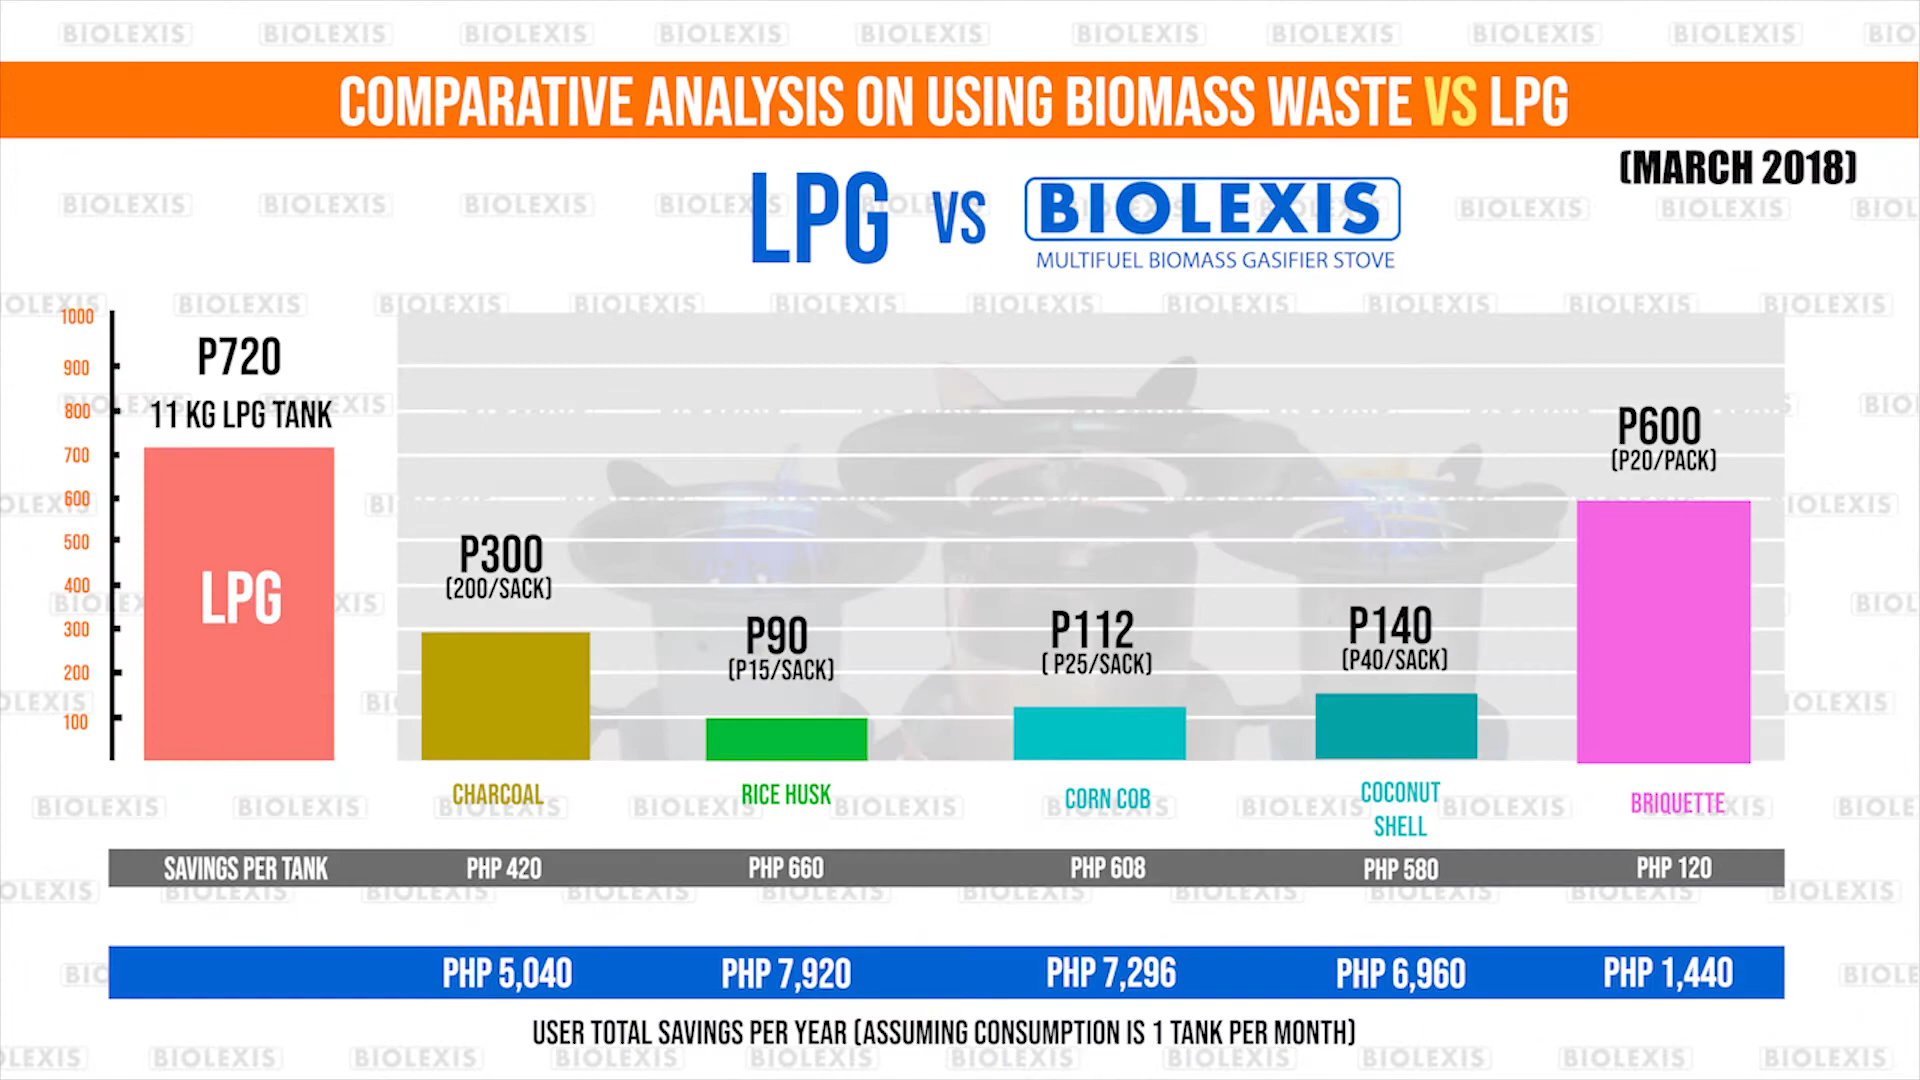 COMPARATIVE ANALYSIS ON USING BIOMASS WASTE VS LPG
(MARCH 2018)
LPG VS BIOLEXIS
MULTIFUEL BIOMASS GASIFIER STOVE
1000
900
800
700
600
500
400
300
200
100
P720
11 KG LPG TANK
LPG
P300
(200/SACK)
P90
(P15/SACK)
P112
( P25/SACK)
P140
(P40/SACK)
P600
(P20/PACK)
CHARCOAL
RICE HUSK
CORN COB
COCONUT
SHELL
BRIQUETTE
SAVINGS PER TANK PHP 420 PHP 660 PHP 608 PHP 580 PHP 120
PHP 5,040 PHP 7,920 PHP 7,296 PHP 6,960 PHP 1,440
USER TOTAL SAVINGS PER YEAR (ASSUMING CONSUMPTION IS 1 TANK PER MONTH)